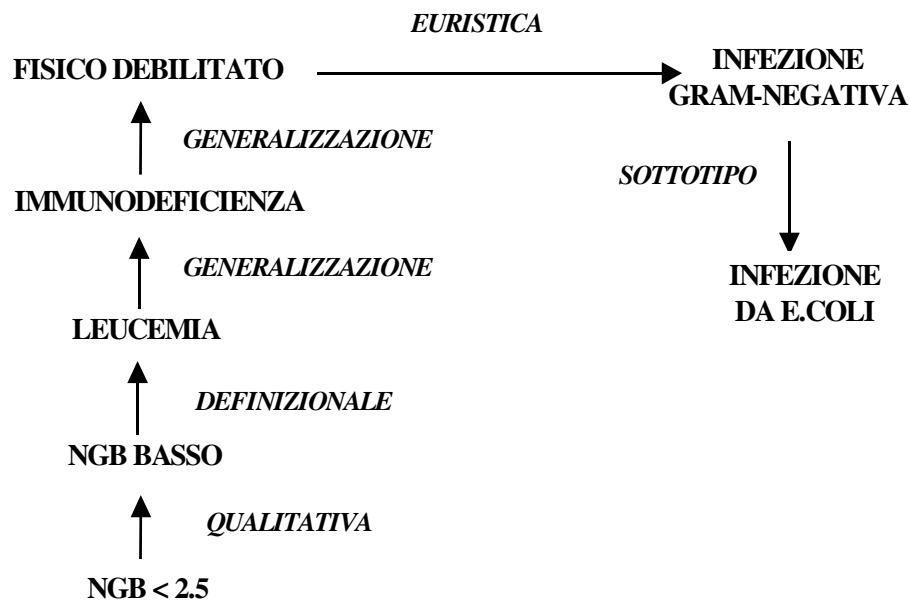 EURISTICA
FISICO DEBILITATO
INFEZIONE
GRAM-NEGATIVA
GENERALIZZAZIONE
SOTTOTIPO
IMMUNODEFICIENZA
GENERALIZZAZIONE
INFEZIONE
DA E.COLI
LEUCEMIA
DEFINIZIONALE
NGB BASSO
QUALITATIVA
NGB < 2.5